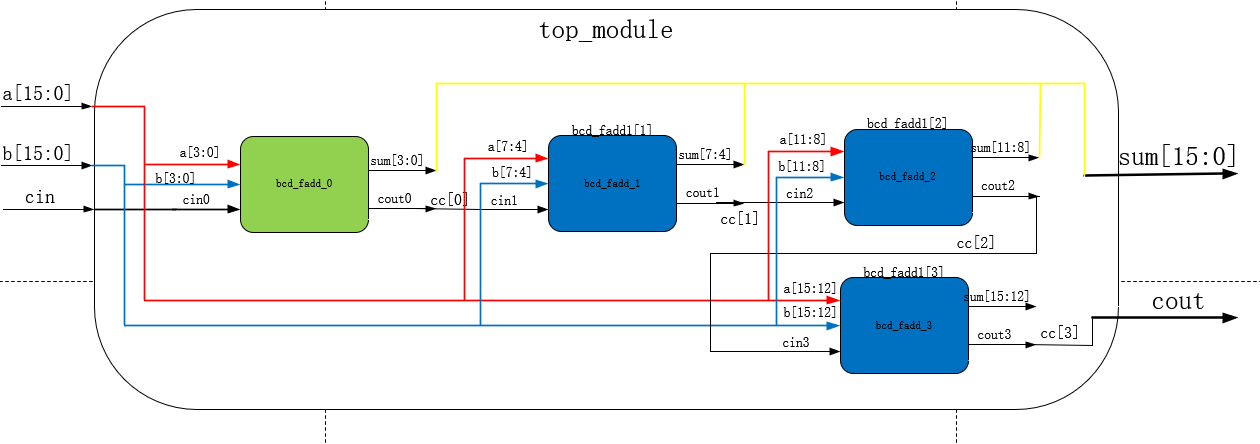 top_module
a[15:0]
b[15:0]
cin
a[3:0]
b[3:0]
cin0
bcd_fadd_0
sum[3:0]
cout0
cc[0]
bcd_fadd1[1]
a[7:4]
b[7:4]
cin1
bcd_fadd_1
sum[7:4]
cout1
cc[1]
bcd_fadd1[2]
a[11:8]
b[11:8]
cin2
bcd_fadd_2
sum[11:8]
cout2
cc[2]
sum[15:0]
bcd_fadd1[3]
a[15:12]
b[15:12]
cin3
bcd_fadd_3
sum[15:12]
cout3
cc[3]
cout